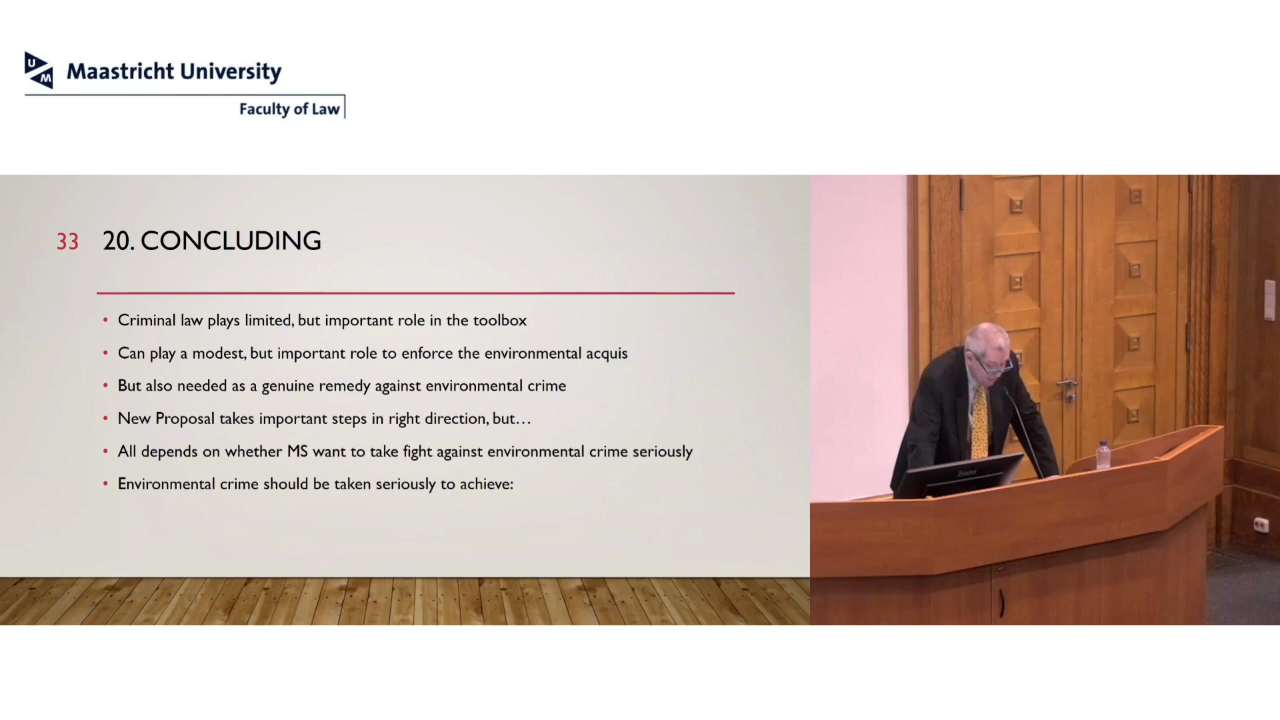 U
M
Maastricht University
Faculty of Law
33 20. CONCLUDING
• Criminal law plays limited, but important role in the toolbox
• Can play a modest, but important role to enforce the environmental acquis
• But also needed as a genuine remedy against environmental crime
• New Proposal takes important steps in right direction, but…
• All depends on whether MS want to take fight against environmental crime seriously
• Environmental crime should be taken seriously to achieve: